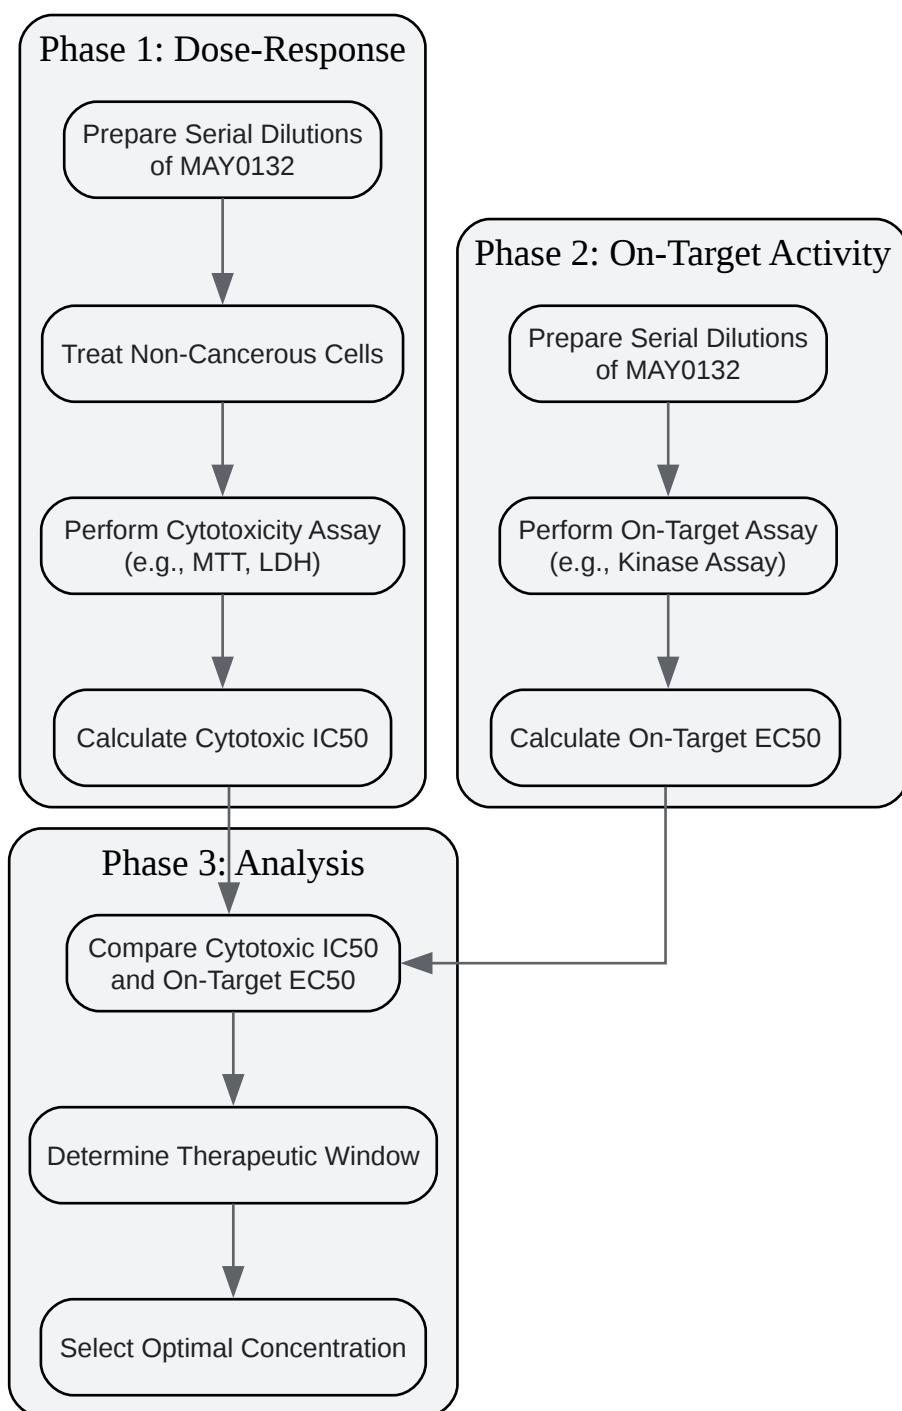 Phase 1: Dose-Response
Prepare Serial Dilutions
of MAY0132
Treat Non-Cancerous Cells
Perform Cytotoxicity Assay
(e.g., MTT, LDH)
Calculate Cytotoxic IC50
Phase 2: On-Target Activity
Prepare Serial Dilutions
of MAY0132
Perform On-Target Assay
(e.g., Kinase Assay)
Calculate On-Target EC50
Phase 3: Analysis
Compare Cytotoxic IC50
and On-Target EC50
Determine Therapeutic Window
Select Optimal Concentration